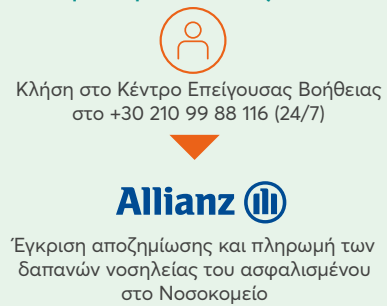 Κλήση στο Κέντρο Επείγουσας Βοήθειας
στο +30 210 99 88 116 (24/7)
Allianz
Έγκριση αποζημίωσης και πληρωμή των
δαπανών νοσηλείας του ασφαλισμένου
στο Νοσοκομείο